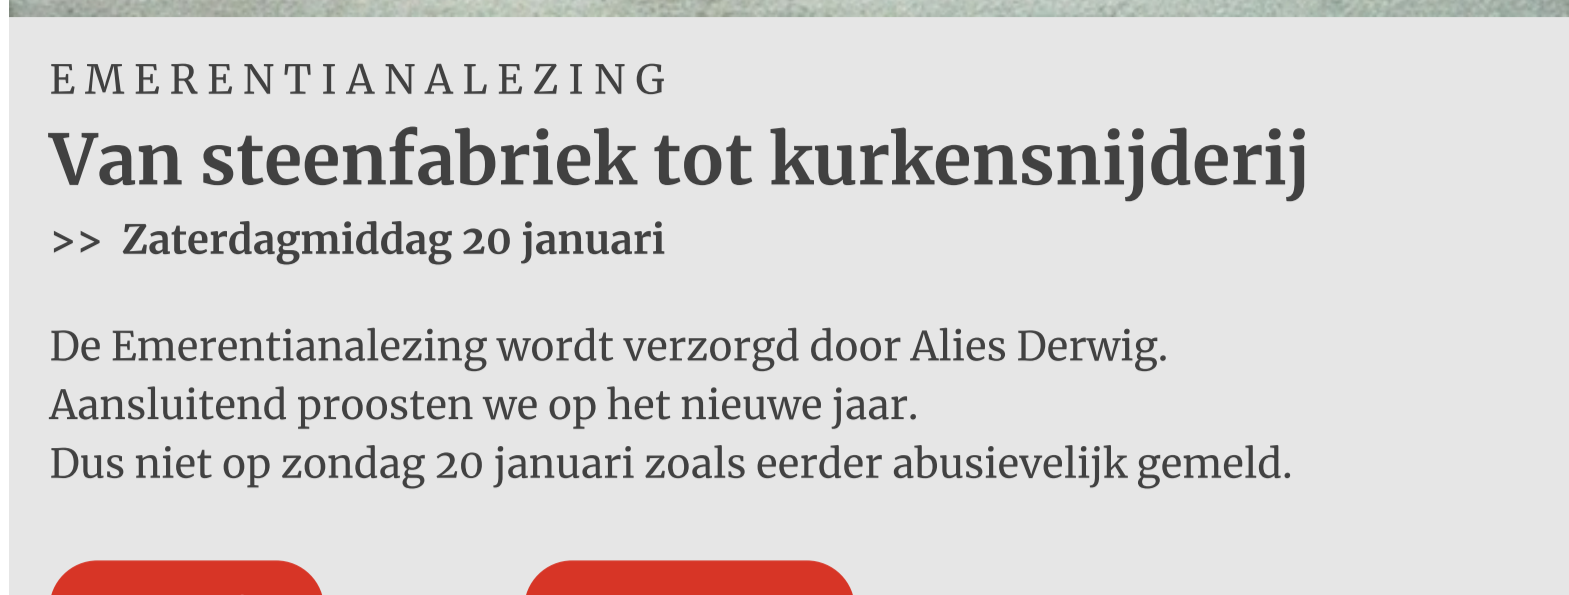 EMERENTIANALEZING
Van steenfabriek tot kurkensnijderij
>> Zaterdagmiddag 20 januari
De Emerentianalezing wordt verzorgd door Alies Derwig.
Aansluitend proosten we op het nieuwe jaar.
Dus niet op zondag 20 januari zoals eerder abusievelijk gemeld.